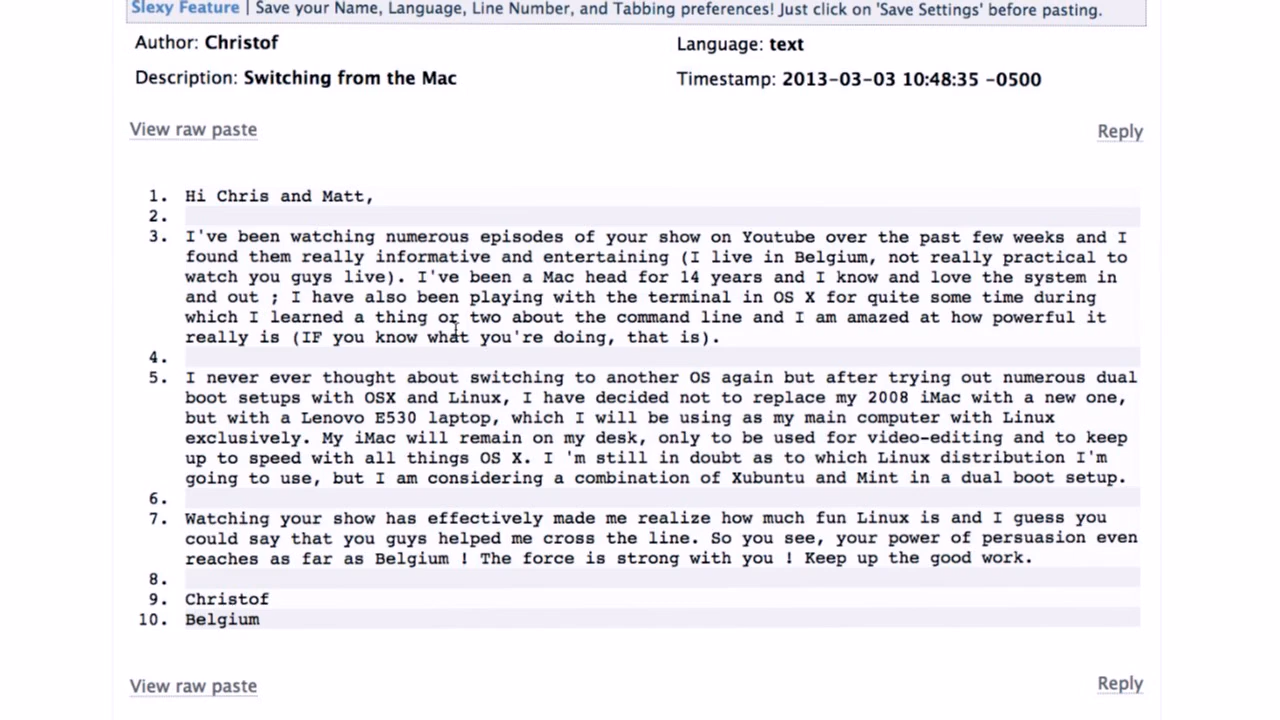 Slexy Feature | Save your Name, Language, Line Number, and Tabbing preferences! Just click on 'Save Settings' before pasting.
Author: Christof
Language: text
Description: Switching from the Mac
Timestamp: 2013-03-03 10:48:35 -0500
View raw paste
Reply
1. Hi Chris and Matt,
2.
3. I've been watching numerous episodes of your show on Youtube over the past few weeks and I
found them really informative and entertaining (I live in Belgium, not really practical to
watch you guys live). I've been a Mac head for 14 years and I know and love the system in
and out ; I have also been playing with the terminal in OS X for quite some time during
which I learned a thing or two about the command line and I am amazed at how powerful it
really is (IF you know what you're doing, that is).
4.
5. I never ever thought about switching to another OS again but after trying out numerous dual
boot setups with OSX and Linux, I have decided not to replace my 2008 iMac with a new one,
but with a Lenovo E530 laptop, which I will be using as my main computer with Linux
exclusively. My iMac will remain on my desk, only to be used for video-editing and to keep
up to speed with all things OS X. I 'm still in doubt as to which Linux distribution I'm
going to use, but I am considering a combination of Xubuntu and Mint in a dual boot setup.
6.
7. Watching your show has effectively made me realize how much fun Linux is and I guess you
could say that you guys helped me cross the line. So you see, your power of persuasion even
reaches as far as Belgium ! The force is strong with you ! Keep up the good work.
8.
9. Christof
10. Belgium
View raw paste
Reply